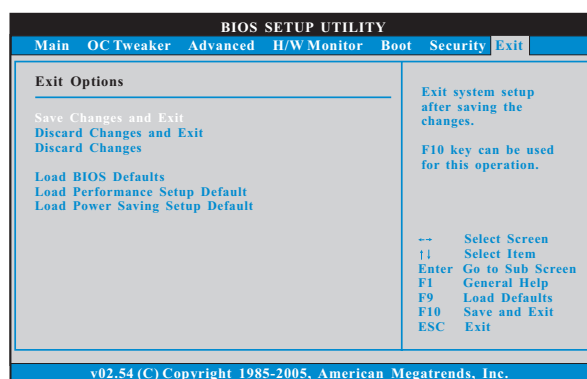 BIOS SETUP UTILITY
Main OC Tweaker Advanced H/W Monitor Boot Security Exit
Exit Options
Save Changes and Exit
Discard Changes and Exit
Discard Changes
Load BIOS Defaults
Load Performance Setup Default
Load Power Saving Setup Default
Exit system setup
after saving the
changes.
F10 key can be used
for this operation.
←→ Select Screen
↑↓ Select Item
Enter Go to Sub Screen
F1 General Help
F9 Load Defaults
F10 Save and Exit
ESC Exit
v02.54 (C) Copyright 1985-2005, American Megatrends, Inc.